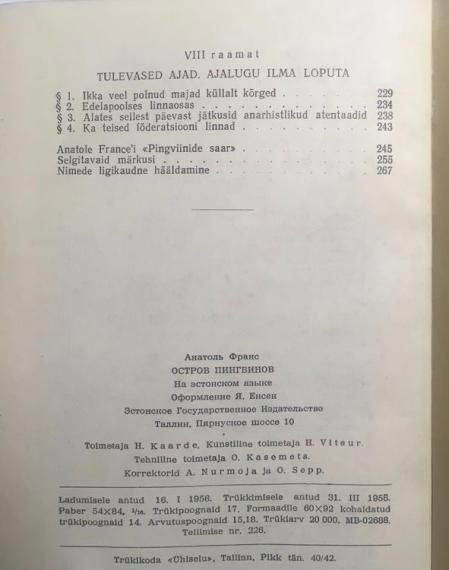 VIII raamat
TULEVASED AJAD. AJALUGU ILMA LOPUTA
§ 1. Ikka veel polnud majad küllalt kõrged . . . . . . . 229
§ 2. Edelapoolses linnaosas . . . . . . . . . . . . 234
§ 3. Alates sellest päevast jätkusid anarhistlikud atentaadid 238
§ 4. Ka teised föderatsiooni linnad . . . . . . . . . 243
Anatole France'i «Pingviinide saar» . . . . . . . . . 245
Selgitavaid märkusi . . . . . . . . . . . . . . . 255
Nimede ligikaudne hääldamine . . . . . . . . . . . 267
Анатоль Франс
ОСТРОВ ПИНГВИНОВ
На эстонском языке
Оформление Я. Енсен
Эстонское Государственное Издательство
Таллин, Пярнуское шоссе 10
Toimetaja H. Kaarde. Kunstiline toimetaja H. Viteur.
Tehniline toimetaja O. Kasemets.
Korrektorid A. Nurmoja ja O. Sepp.
Ladumisele antud 16. I 1956. Trükkimisele antud 31. III 1956.
Paber 54×84, 1/16. Trükipoognaid 17. Formaadile 60×92 kohaldatud
trükipoognaid 14. Arvutuspoognaid 15,18. Trükiarv 20 000. MB-02688.
Tellimise nr. 226.
Trükikoda «Ühiselu», Tallinn, Pikk tän. 40/42.